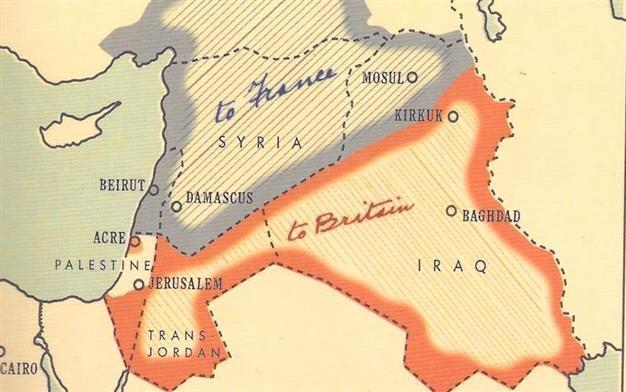 to France
MOSUL
KIRKUK
SYRIA
BEIRUT
DAMASCUS
to Britain
BAGHDAD
ACRE
PALESTINE
IRAQ
JERUSALEM
TRANS-
JORDAN
CAIRO